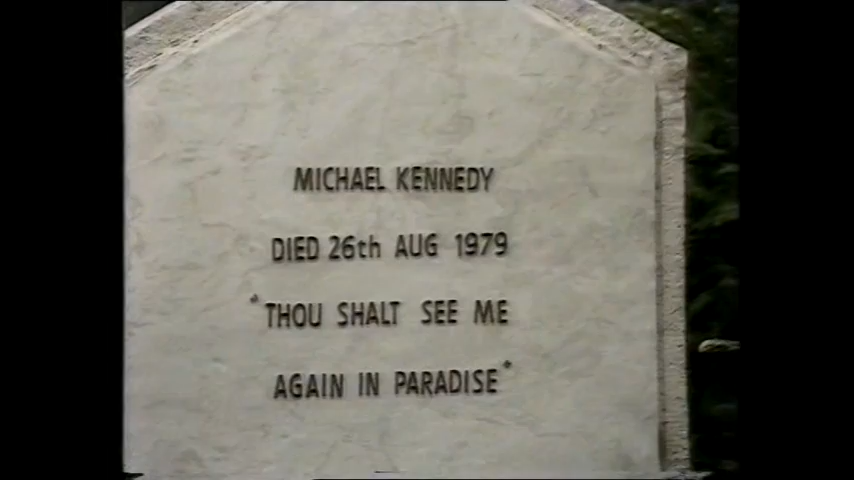 MICHAEL KENNEDY
DIED 26th AUG 1979
"THOU SHALT SEE ME
AGAIN IN PARADISE"